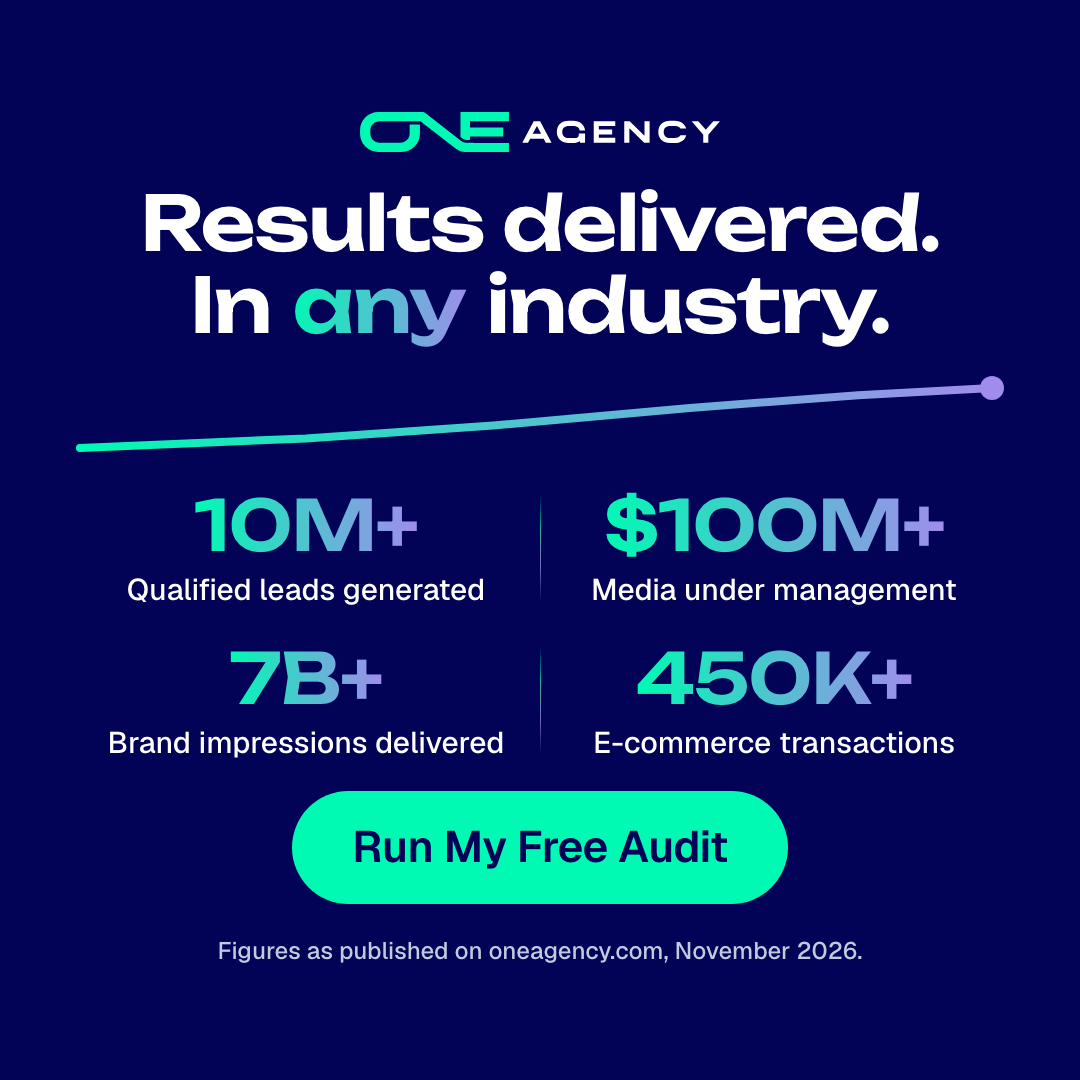 ONE AGENCY
Results delivered.
In any industry.
10M+
Qualified leads generated
$100M+
Media under management
7B+
Brand impressions delivered
450K+
E-commerce transactions
Run My Free Audit
Figures as published on oneagency.com, November 2026.